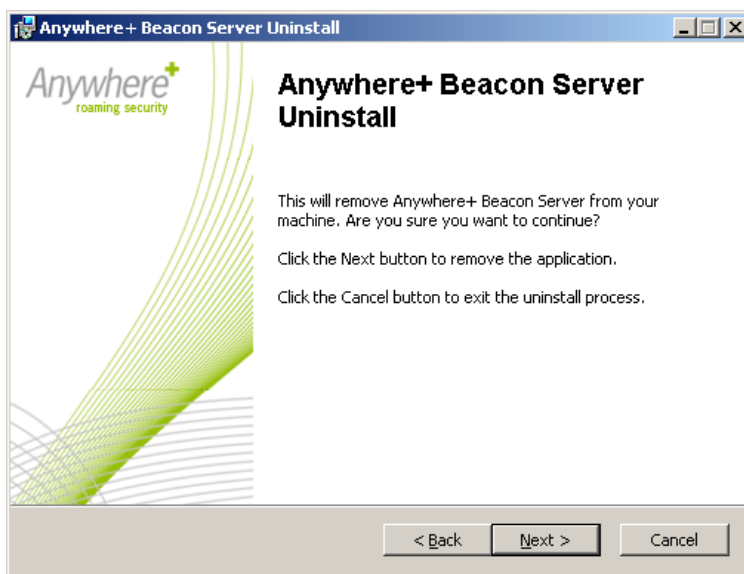 Anywhere+ Beacon Server Uninstall
Anywhere+
roaming security
Anywhere+ Beacon Server
Uninstall
This will remove Anywhere+ Beacon Server from your
machine. Are you sure you want to continue?
Click the Next button to remove the application.
Click the Cancel button to exit the uninstall process.
< Back
Next >
Cancel